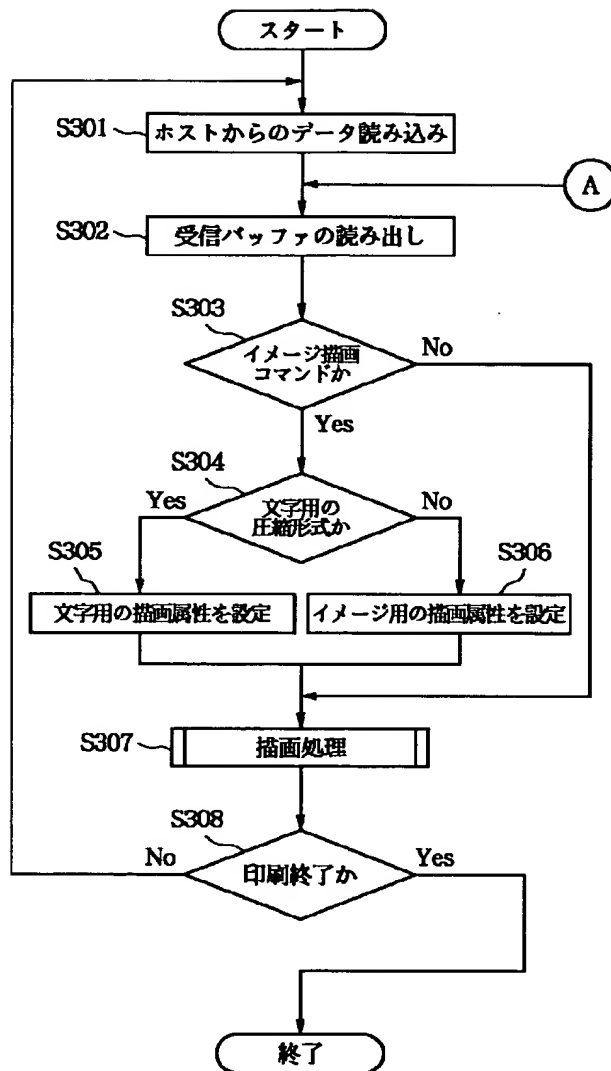 スタート
S301
ホストからのデータ読み込み
A
S302
受信バッファの読み出し
S303
イメージ描画
コマンドか
No
Yes
S304
文字用の
圧縮形式か
Yes
No
S305
文字用の描画属性を設定
S306
イメージ用の描画属性を設定
S307
描画処理
S308
印刷終了か
No
Yes
終了